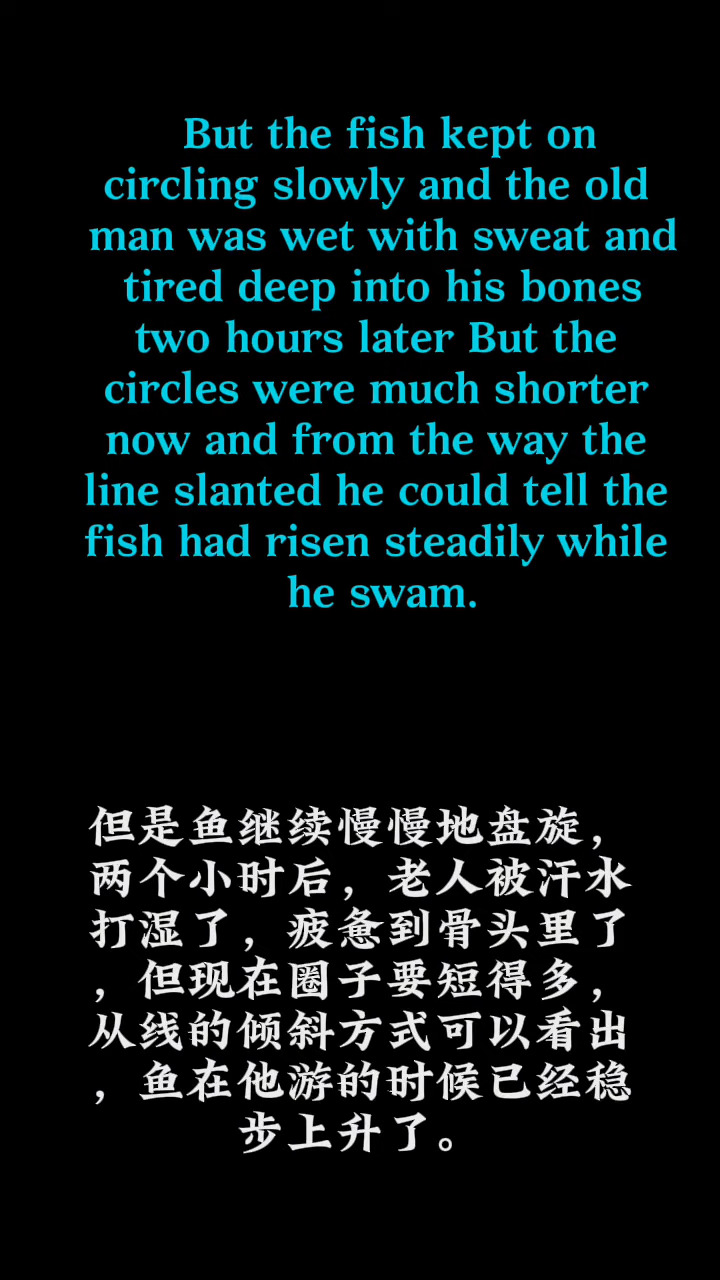 But the fish kept on
circling slowly and the old
man was wet with sweat and
tired deep into his bones
two hours later But the
circles were much shorter
now and from the way the
line slanted he could tell the
fish had risen steadily while
he swam.
但是鱼继续慢慢地盘旋，
两个小时后，老人被汗水
打湿了，疲惫到骨头里了
，但现在圈子要短得多，
从线的倾斜方式可以看出
，鱼在他游的时候已经稳
步上升了。